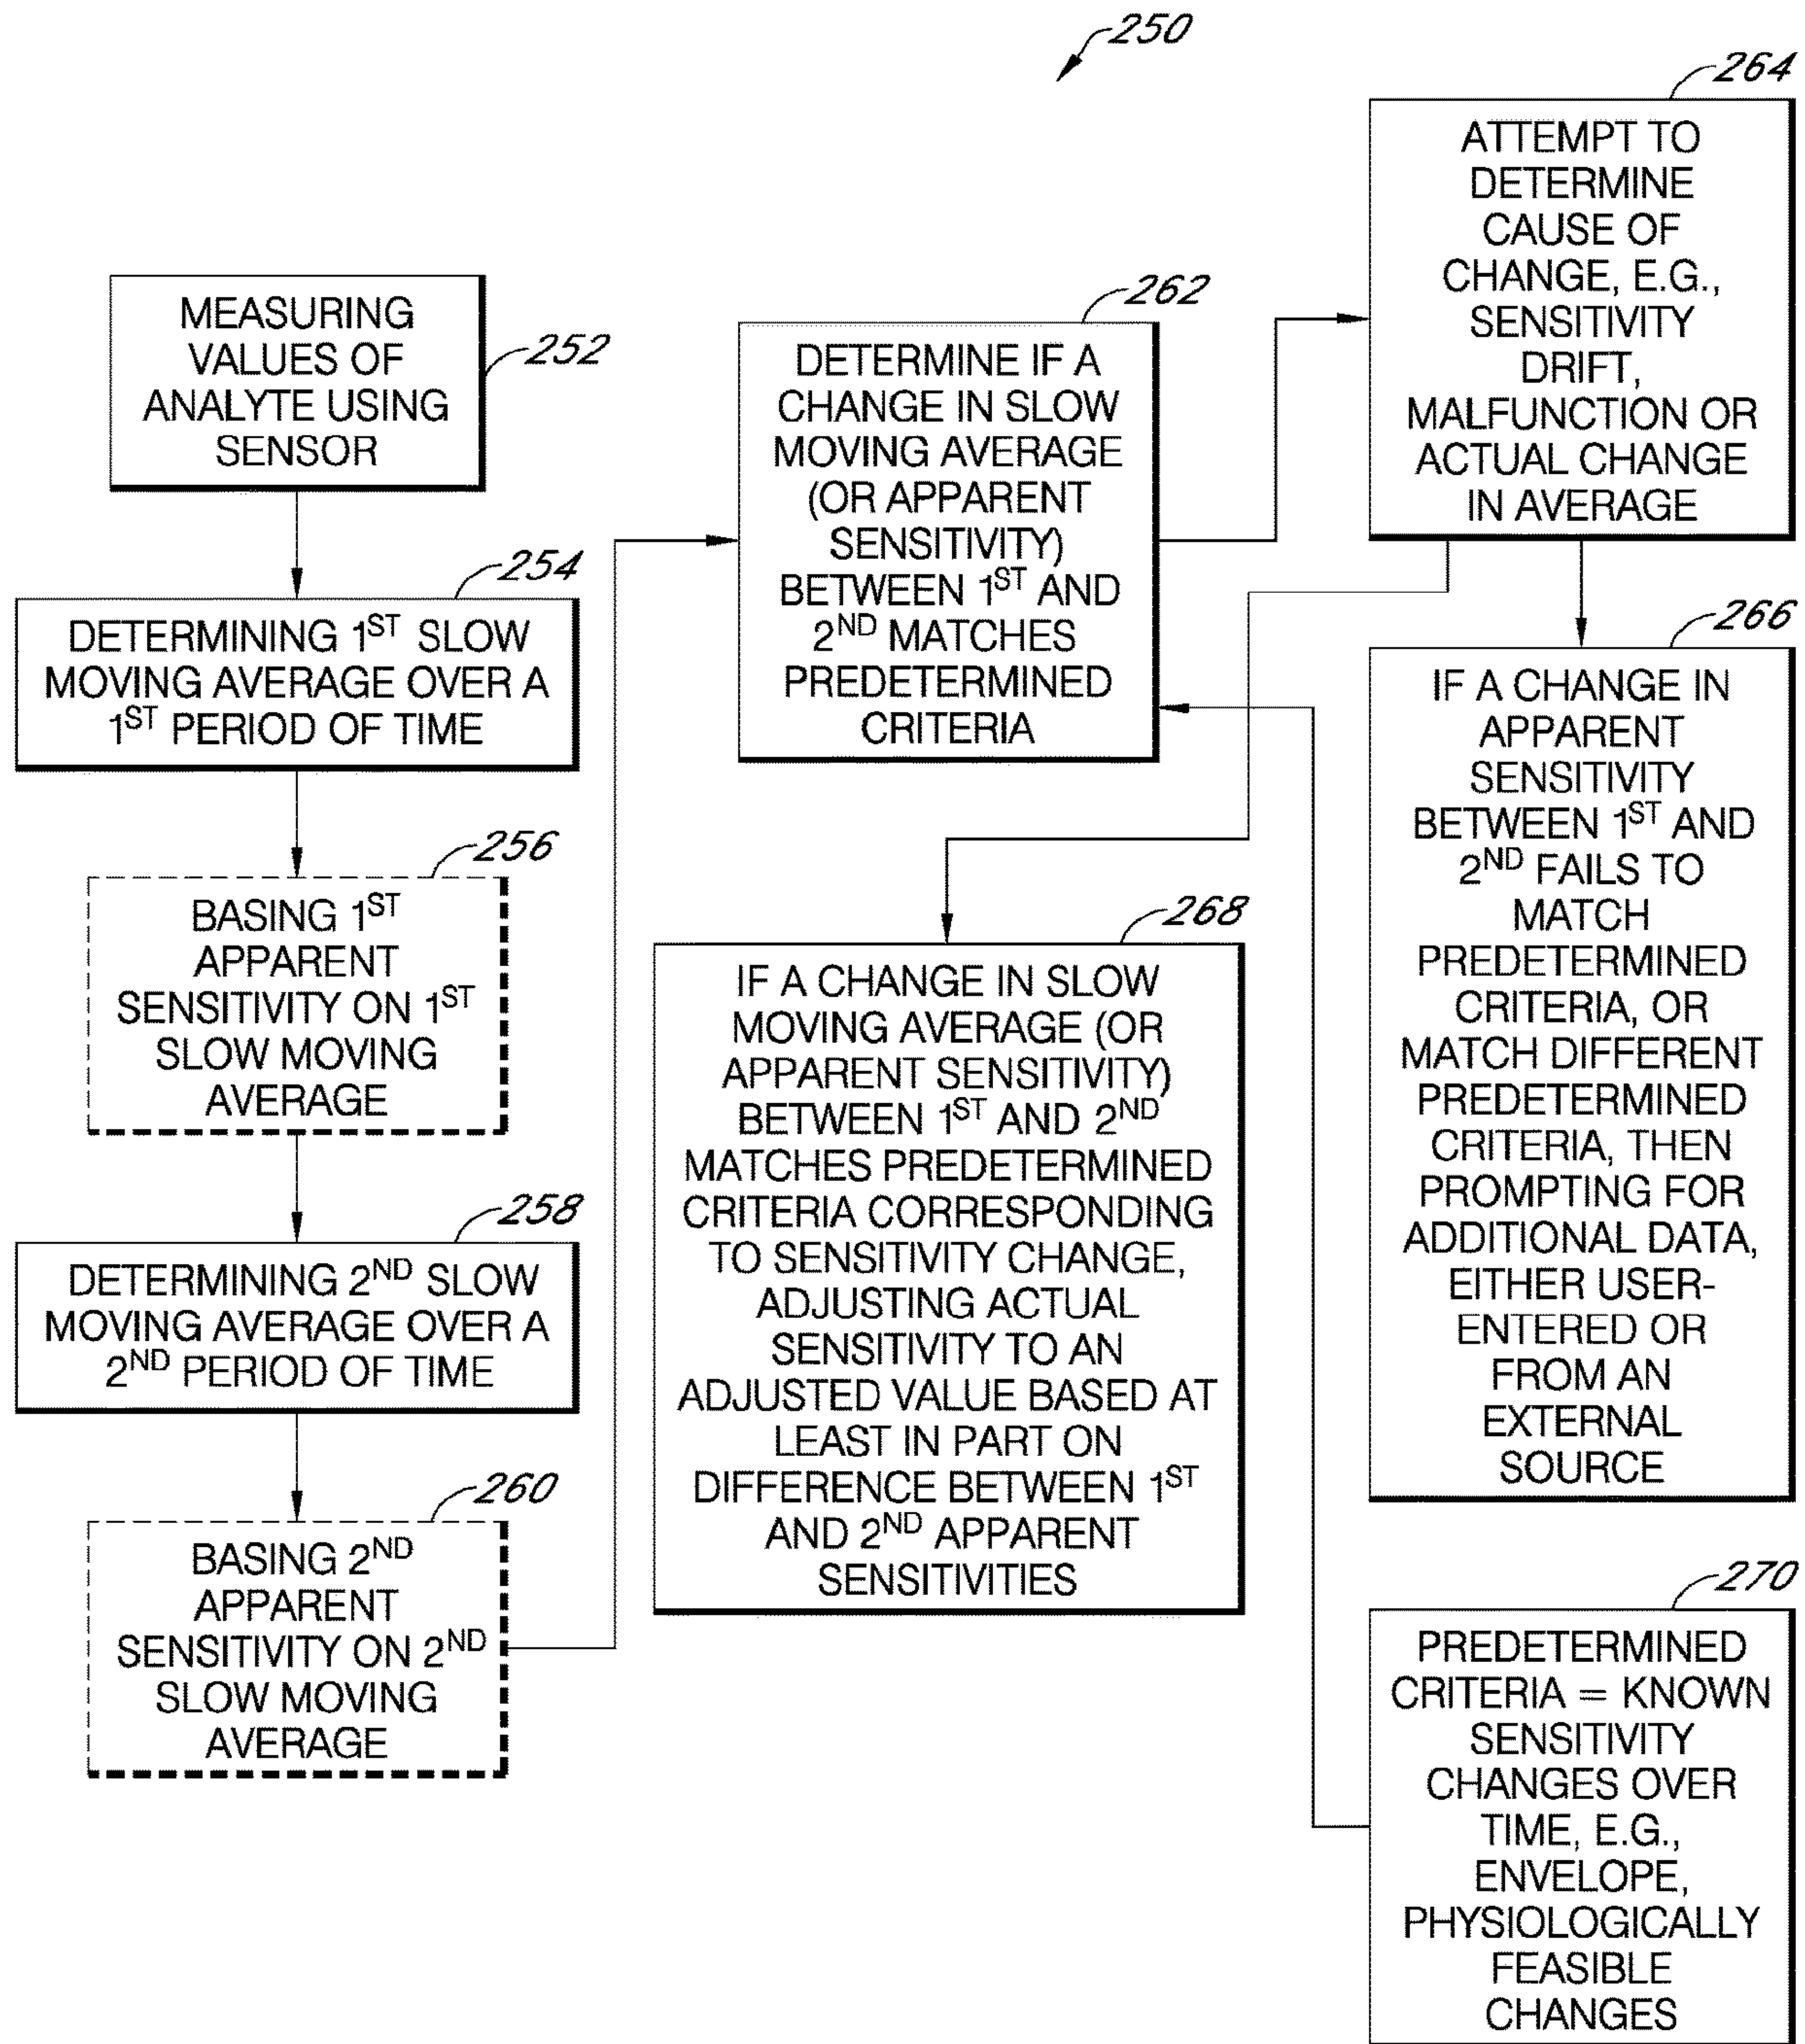 250
252
MEASURING
VALUES OF
ANALYTE USING
SENSOR
254
DETERMINING 1ST SLOW
MOVING AVERAGE OVER A
1ST PERIOD OF TIME
256
BASING 1ST
APPARENT
SENSITIVITY ON 1ST
SLOW MOVING
AVERAGE
258
DETERMINING 2ND SLOW
MOVING AVERAGE OVER A
2ND PERIOD OF TIME
260
BASING 2ND
APPARENT
SENSITIVITY ON 2ND
SLOW MOVING
AVERAGE
262
DETERMINE IF A
CHANGE IN SLOW
MOVING AVERAGE
(OR APPARENT
SENSITIVITY)
BETWEEN 1ST AND
2ND MATCHES
PREDETERMINED
CRITERIA
264
ATTEMPT TO
DETERMINE
CAUSE OF
CHANGE, E.G.,
SENSITIVITY
DRIFT,
MALFUNCTION OR
ACTUAL CHANGE
IN AVERAGE
266
IF A CHANGE IN
APPARENT
SENSITIVITY
BETWEEN 1ST AND
2ND FAILS TO
MATCH
PREDETERMINED
CRITERIA, OR
MATCH DIFFERENT
PREDETERMINED
CRITERIA, THEN
PROMPTING FOR
ADDITIONAL DATA,
EITHER USER-
ENTERED OR
FROM AN
EXTERNAL
SOURCE
268
IF A CHANGE IN SLOW
MOVING AVERAGE (OR
APPARENT SENSITIVITY)
BETWEEN 1ST AND 2ND
MATCHES PREDETERMINED
CRITERIA CORRESPONDING
TO SENSITIVITY CHANGE,
ADJUSTING ACTUAL
SENSITIVITY TO AN
ADJUSTED VALUE BASED AT
LEAST IN PART ON
DIFFERENCE BETWEEN 1ST
AND 2ND APPARENT
SENSITIVITIES
270
PREDETERMINED
CRITERIA = KNOWN
SENSITIVITY
CHANGES OVER
TIME, E.G.,
ENVELOPE,
PHYSIOLOGICALLY
FEASIBLE
CHANGES